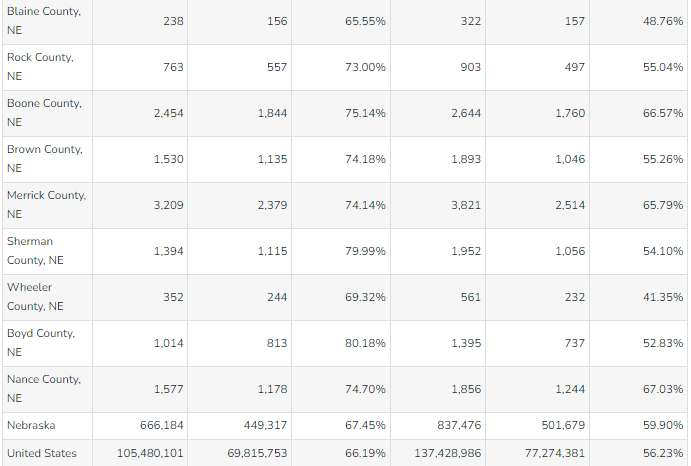 Blaine County,
NE 238 156 65.55% 322 157 48.76%
Rock County,
NE 763 557 73.00% 903 497 55.04%
Boone County,
NE 2,454 1,844 75.14% 2,644 1,760 66.57%
Brown County,
NE 1,530 1,135 74.18% 1,893 1,046 55.26%
Merrick County,
NE 3,209 2,379 74.14% 3,821 2,514 65.79%
Sherman
County, NE 1,394 1,115 79.99% 1,952 1,056 54.10%
Wheeler
County, NE 352 244 69.32% 561 232 41.35%
Boyd County,
NE 1,014 813 80.18% 1,395 737 52.83%
Nance County,
NE 1,577 1,178 74.70% 1,856 1,244 67.03%
Nebraska 666,184 449,317 67.45% 837,476 501,679 59.90%
United States 105,480,101 69,815,753 66.19% 137,428,986 77,274,381 56.23%